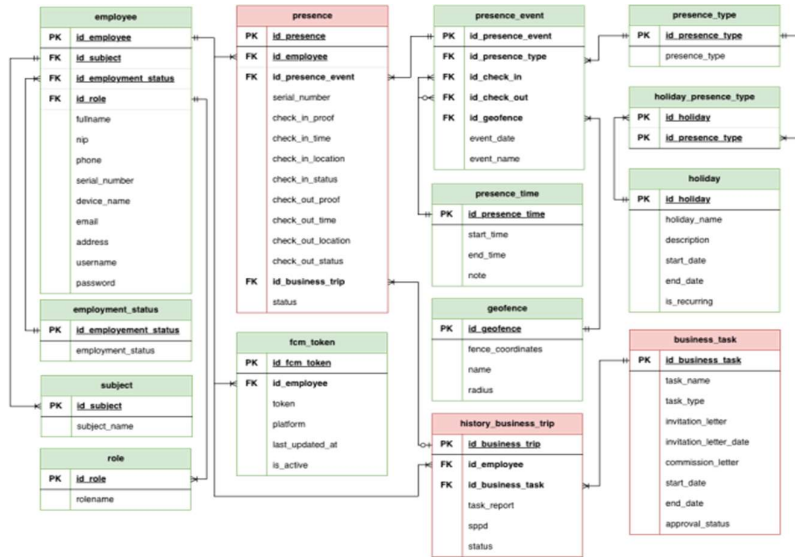 employee
PK id_employee
FK id_subject
FK id_employment_status
FK id_role
fullname
nip
phone
serial_number
device_name
email
address
username
password
employment_status
PK id_employement_status
employment_status
subject
PK id_subject
subject_name
role
PK id_role
rolename
presence
PK id_presence
FK id_employee
FK id_presence_event
serial_number
check_in_proof
check_in_time
check_in_location
check_in_status
check_out_proof
check_out_time
check_out_location
check_out_status
FK id_business_trip
status
fcm_token
PK id_fcm_token
FK id_employee
token
platform
last_updated_at
is_active
presence_event
PK id_presence_event
FK id_presence_type
FK id_check_in
FK id_check_out
FK id_geofence
event_date
event_name
presence_time
PK id_presence_time
start_time
end_time
note
geofence
PK id_geofence
fence_coordinates
name
radius
history_business_trip
PK id_business_trip
FK id_employee
FK id_business_task
task_report
sppd
status
presence_type
PK id_presence_type
presence_type
holiday_presence_type
PK id_holiday
PK id_presence_type
holiday
PK id_holiday
holiday_name
description
start_date
end_date
is_recurring
business_task
PK id_business_task
task_name
task_type
invitation_letter
invitation_letter_date
commission_letter
start_date
end_date
approval_status